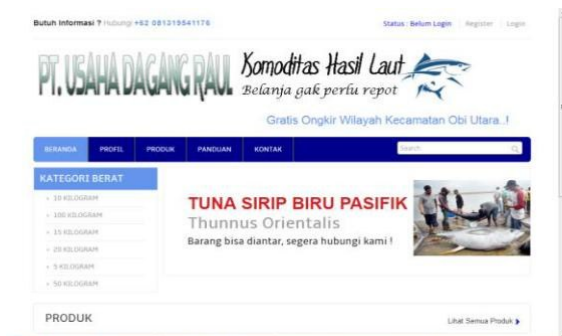 Butuh Informasi ? Hubungi +62 081319541176
Status : Belum Login Register Login
PT. USAHA DAGANG RAUL
Komoditas Hasil Laut
Belanja gak perlu repot
Gratis Ongkir Wilayah Kecamatan Obi Utara..!
BERANDA PROFIL PRODUK PANDUAN KONTAK Search
KATEGORI BERAT
10 KILOGRAM
100 KILOGRAM
15 KILOGRAM
20 KILOGRAM
5 KILOGRAM
50 KILOGRAM
TUNA SIRIP BIRU PASIFIK
Thunnus Orientalis
Barang bisa diantar, segera hubungi kami !
PRODUK
Lihat Semua Produk